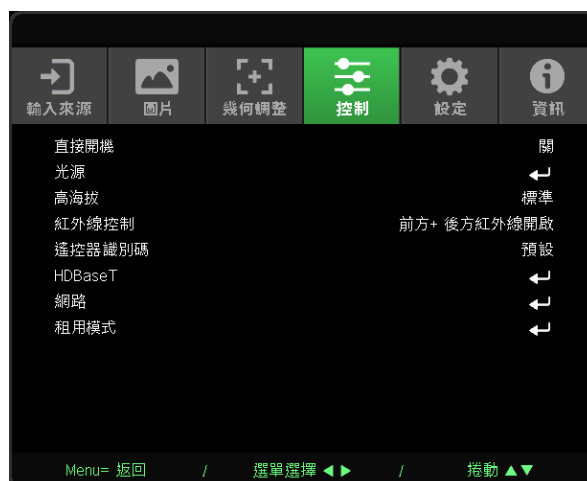 輸入來源 圖片 幾何調整 控制 設定 資訊
直接開機 關
光源
高海拔 標準
紅外線控制 前方+ 後方紅外線開啟
遙控器識別碼 預設
HDBaseT
網路
租用模式
Menu= 返回 / 選單選擇 ◀ ▶ / 捲動 ▲▼